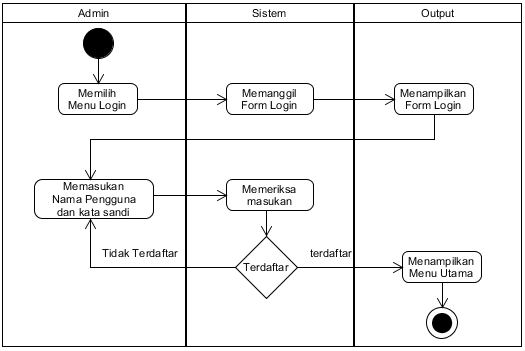 Admin
Sistem
Output
Memilih
Menu Login
Memanggil
Form Login
Menampilkan
Form Login
Memasukan
Nama Pengguna
dan kata sandi
Memeriksa
masukan
Tidak Terdaftar
Terdaftar
terdaftar
Menampilkan
Menu Utama